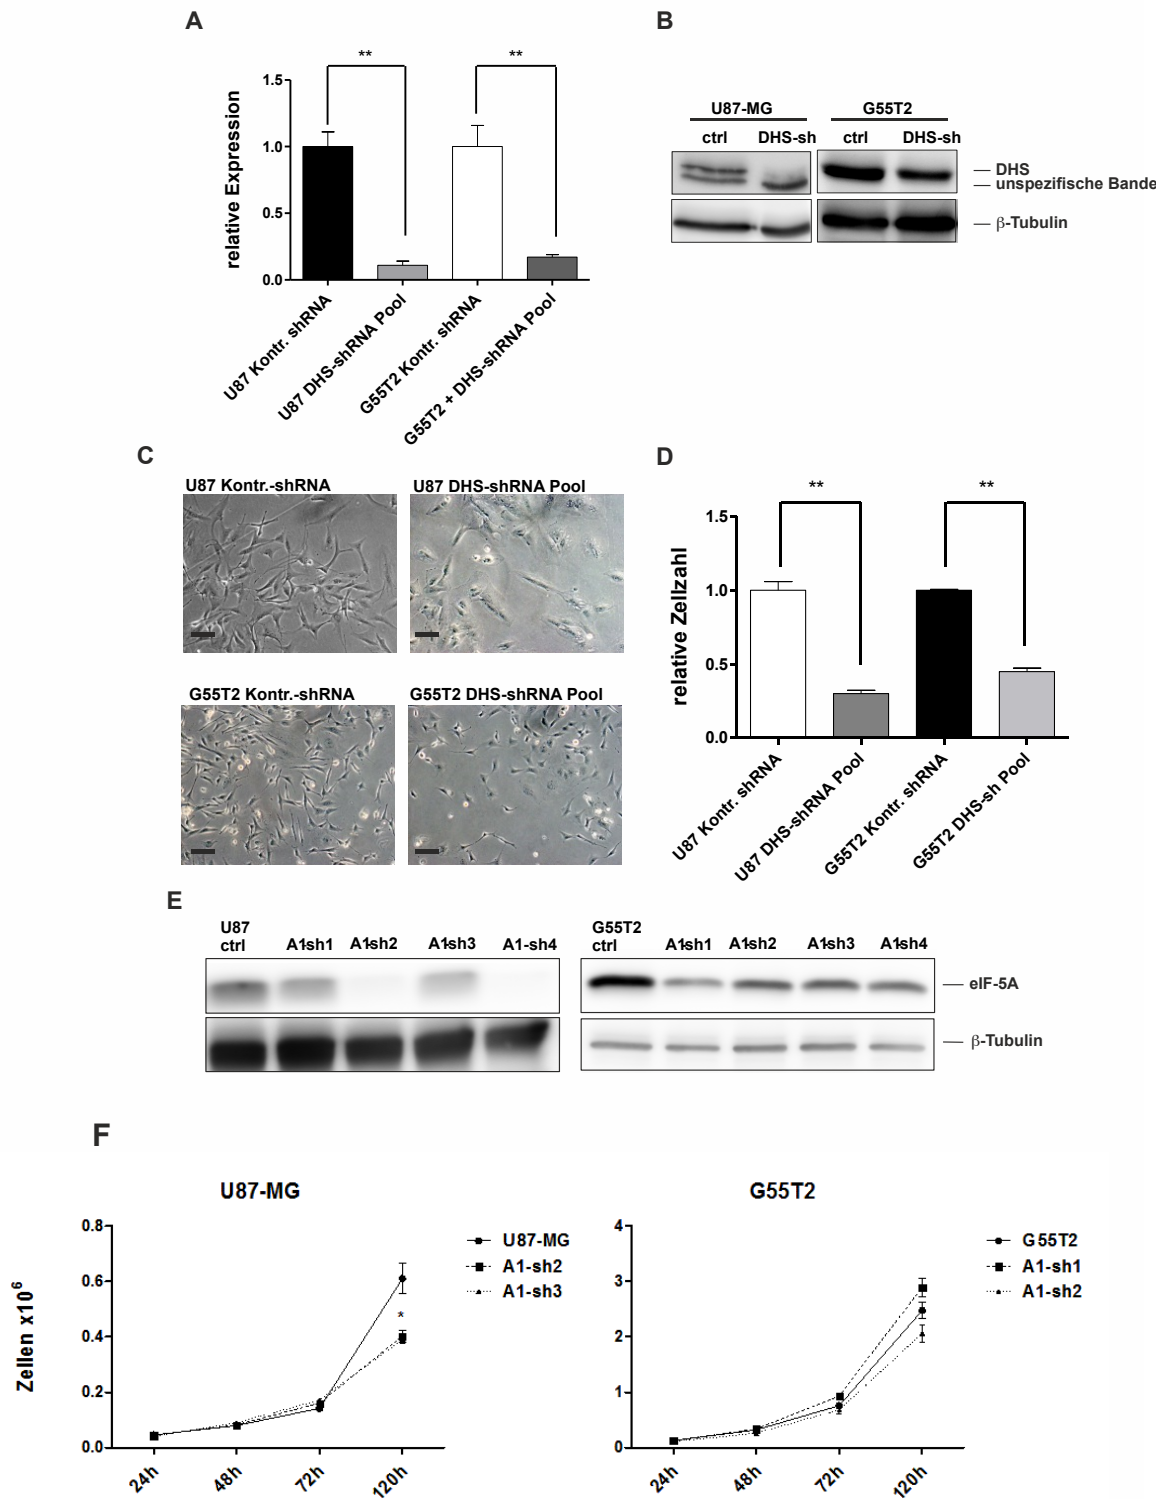 A
**
**
1.5
1.0
0.5
0.0
relative Expression
U87 Kontr. shRNA
U87 DHS-shRNA Pool
G55T2 Kontr. shRNA
G55T2 + DHS-shRNA Pool
B
U87-MG
G55T2
ctrl
DHS-sh
ctrl
DHS-sh
DHS
unspezifische Bande
β-Tubulin
C
U87 Kontr.-shRNA
U87 DHS-shRNA Pool
G55T2 Kontr.-shRNA
G55T2 DHS-shRNA Pool
D
**
**
1.5
1.0
0.5
0.0
relative Zellzahl
U87 Kontr. shRNA
U87 DHS-shRNA Pool
G55T2 Kontr. shRNA
G55T2 DHS-sh Pool
E
U87
ctrl
A1sh1
A1sh2
A1sh3
A1-sh4
G55T2
ctrl
A1sh1
A1sh2
A1sh3
A1sh4
eIF-5A
β-Tubulin
F
U87-MG
0.8
0.6
0.4
0.2
0.0
Zellen x10⁶
U87-MG
A1-sh2
A1-sh3
*
24h
48h
72h
120h
G55T2
4
3
2
1
0
G55T2
A1-sh1
A1-sh2
24h
48h
72h
120h